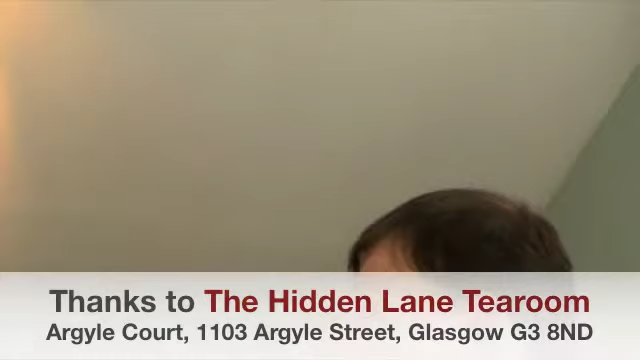 Thanks to The Hidden Lane Tearoom
Argyle Court, 1103 Argyle Street, Glasgow G3 8ND